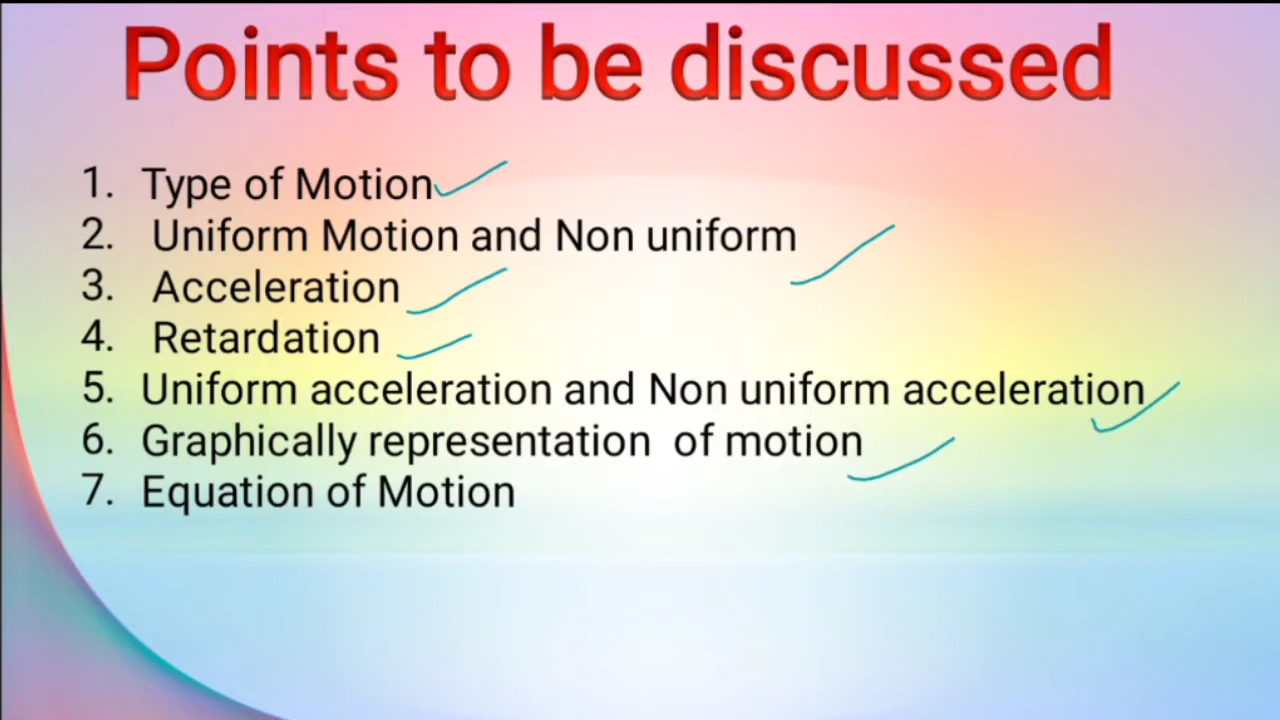 Points to be discussed
1. Type of Motion
2. Uniform Motion and Non uniform
3. Acceleration
4. Retardation
5. Uniform acceleration and Non uniform acceleration
6. Graphically representation of motion
7. Equation of Motion